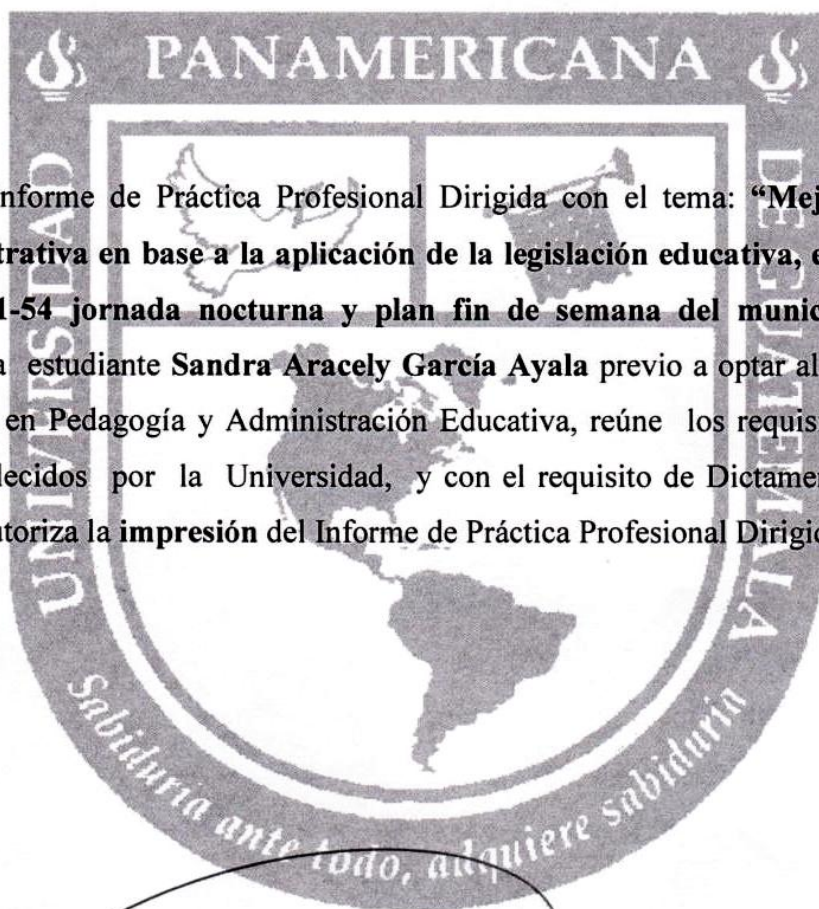 PANAMERICANA
UNIVERSIDAD
DE GUATEMALA
nforme de Práctica Profesional Dirigida con el tema: “Mej
trativa en base a la aplicación de la legislación educativa, e
1-54 jornada nocturna y plan fin de semana del munic
a estudiante Sandra Aracely García Ayala previo a optar al
en Pedagogía y Administración Educativa, reúne los requis
lecidos por la Universidad, y con el requisito de Dictamen
utoriza la impresión del Informe de Práctica Profesional Dirigid
Sabiduría ante todo, adquiere sabiduría